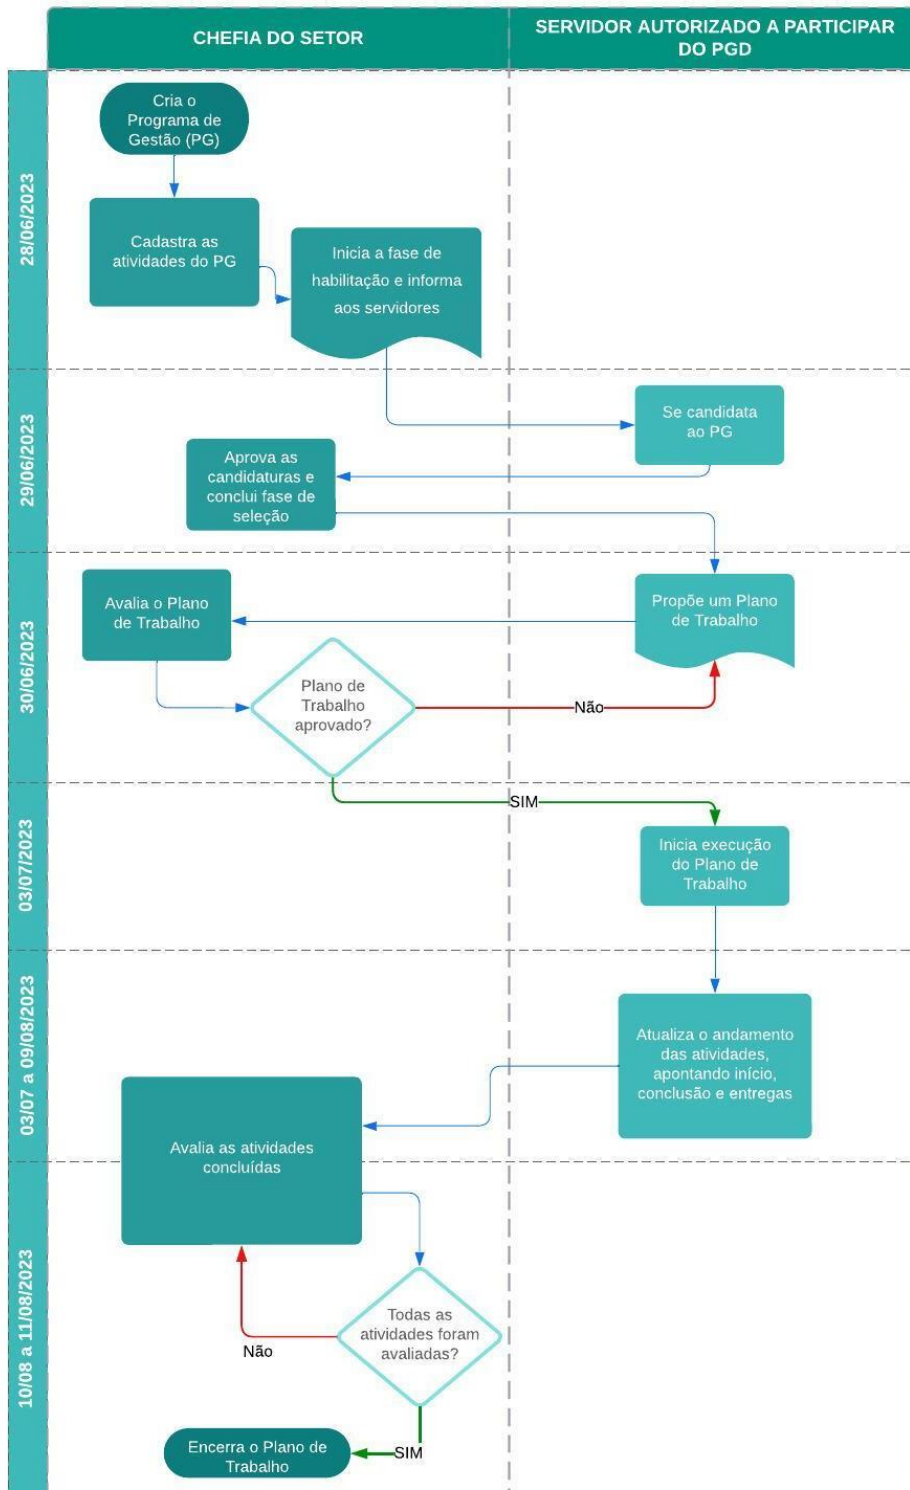 CHEFIA DO SETOR
SERVIDOR AUTORIZADO A PARTICIPAR
DO PGD
28/06/2023
Cria o
Programa de
Gestão (PG)
Cadastra as
atividades do PG
Inicia a fase de
habilitação e informa
aos servidores
29/06/2023
Se candidata
ao PG
Aprova as
candidaturas e
conclui fase de
seleção
30/06/2023
Avalia o Plano
de Trabalho
Propõe um Plano
de Trabalho
Plano de
Trabalho
aprovado?
Não
03/07/2023
SIM
Inicia execução
do Plano de
Trabalho
03/07 a 09/08/2023
Atualiza o andamento
das atividades,
apontando início,
conclusão e entregas
Avalia as atividades
concluídas
10/08 a 11/08/2023
Todas as
atividades foram
avaliadas?
Não
SIM
Encerra o Plano de
Trabalho